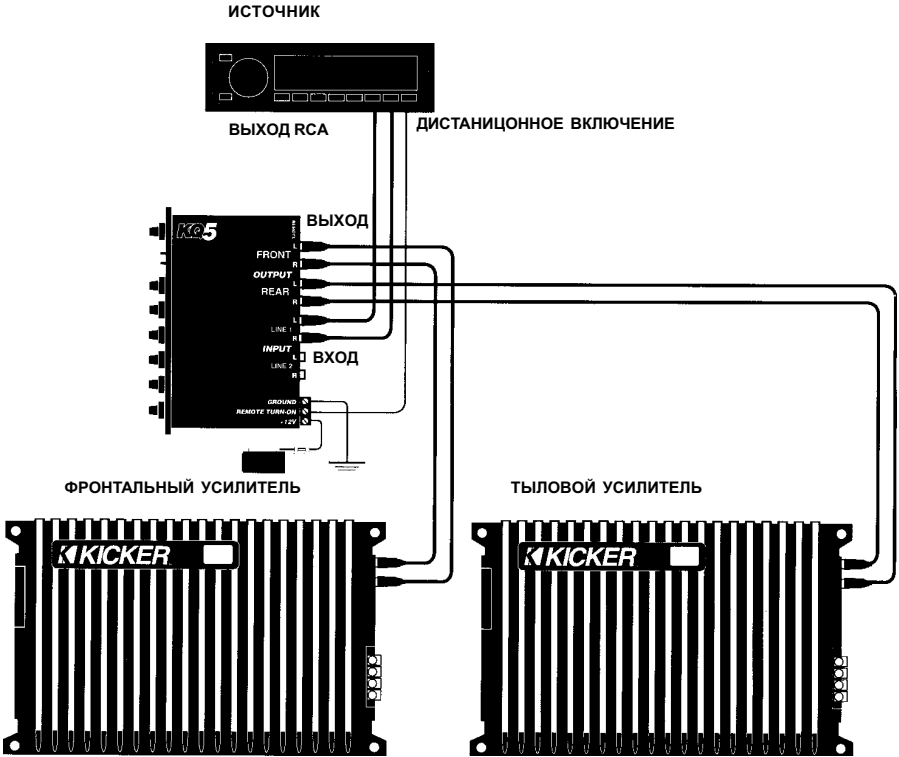 ИСТОЧНИК
ВЫХОД RCA
ДИСТАНИЦОННОЕ ВКЛЮЧЕНИЕ
KQ5
ВЫХОД
L
FRONT
R
OUTPUT
L
REAR
R
L
LINE 1
R
INPUT
L
ВХОД
LINE 2
R
GROUND
REMOTE TURN-ON
+12V
ФРОНТАЛЬНЫЙ УСИЛИТЕЛЬ
ТЫЛОВОЙ УСИЛИТЕЛЬ
KICKER
KICKER